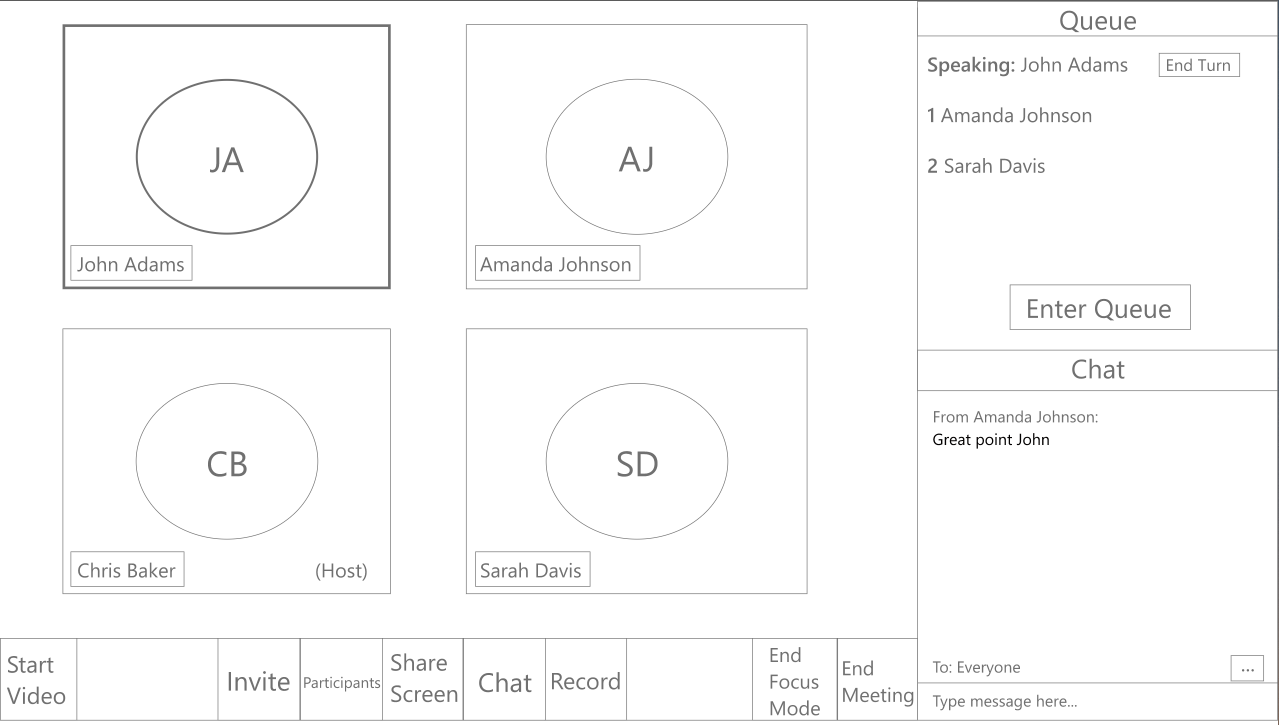 JA
John Adams
AJ
Amanda Johnson
CB
Chris Baker
(Host)
SD
Sarah Davis
Start
Video
Invite
Participants
Share
Screen
Chat
Record
End
Focus
Mode
End
Meeting
Queue
Speaking: John Adams
End Turn
1 Amanda Johnson
2 Sarah Davis
Enter Queue
Chat
From Amanda Johnson:
Great point John
To: Everyone
...
Type message here...